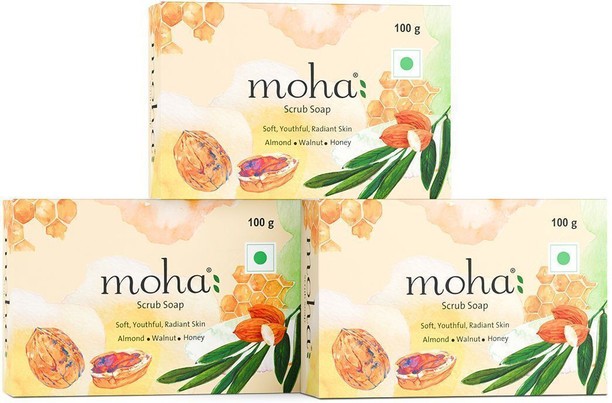 100 g
moha®
Scrub Soap
Soft, Youthful, Radiant Skin
Almond • Walnut • Honey
100 g
moha®
Scrub Soap
Soft, Youthful, Radiant Skin
Almond • Walnut • Honey
100 g
moha:
Scrub Soap
Soft, Youthful, Radiant Skin
Almond • Walnut • Honey